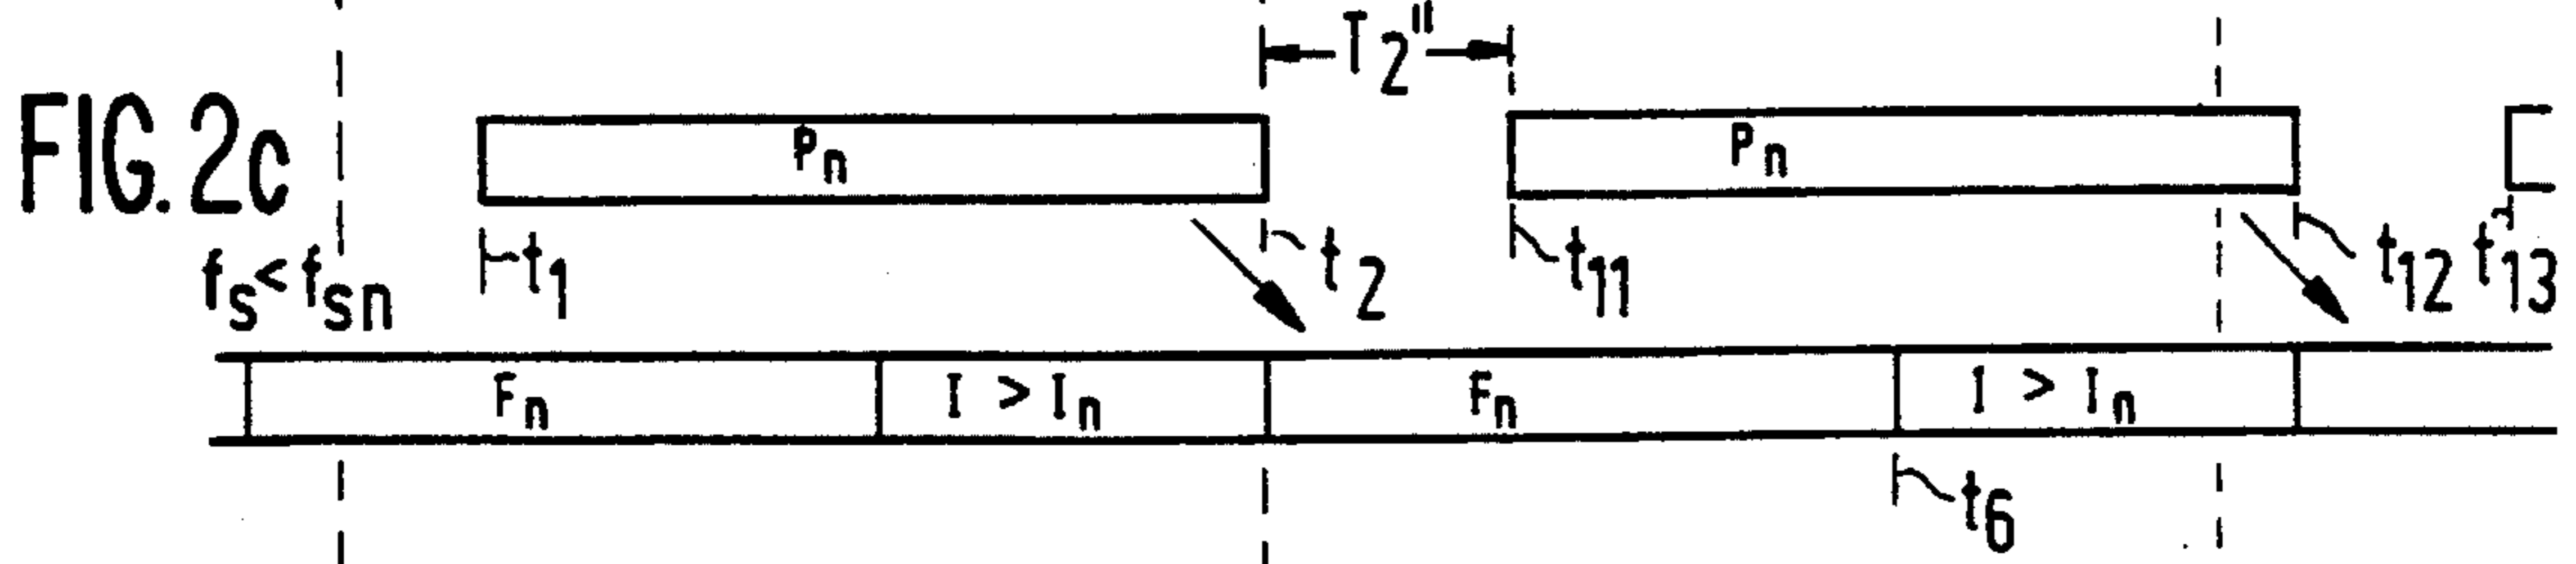 T2"
FIG.2c
Pn
Pn
t1
t2
t11
t12
t13
fs<fsn
Fn
I > In
Fn
I > In
t6